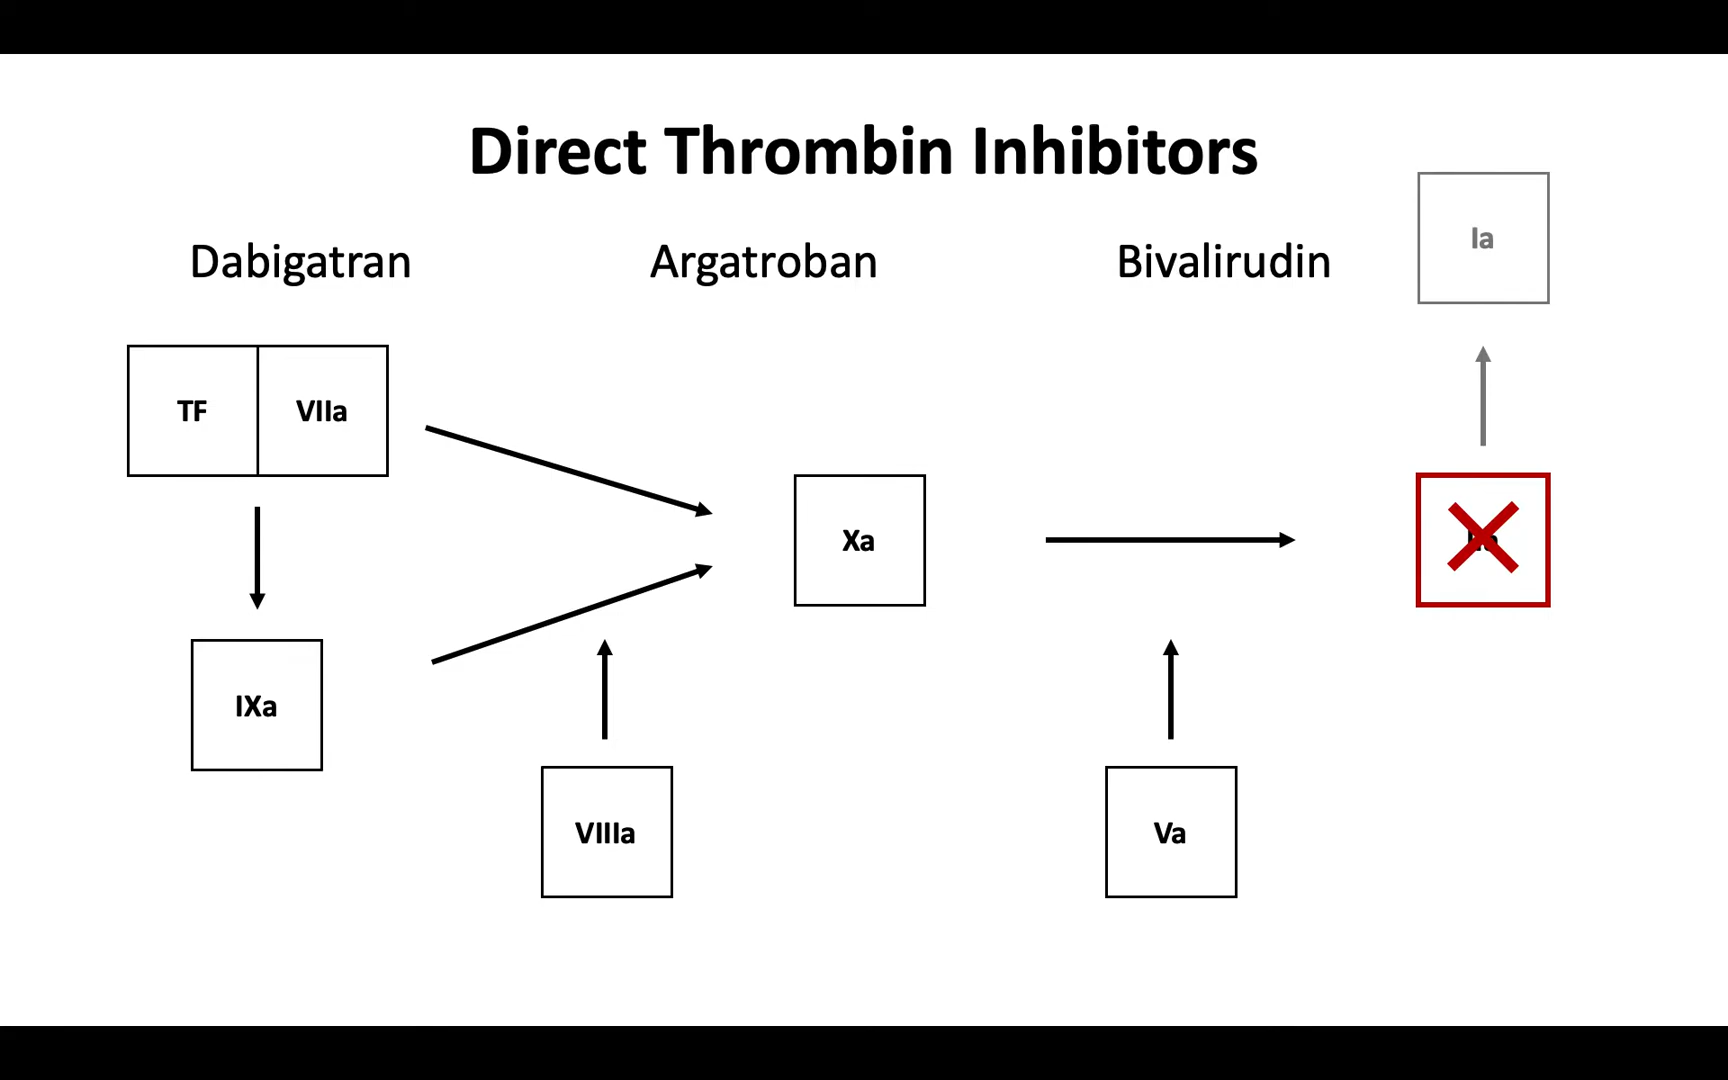 Direct Thrombin Inhibitors
Dabigatran
Argatroban
Bivalirudin
Ia
TF
VIIa
Xa
IXa
VIIIa
Va